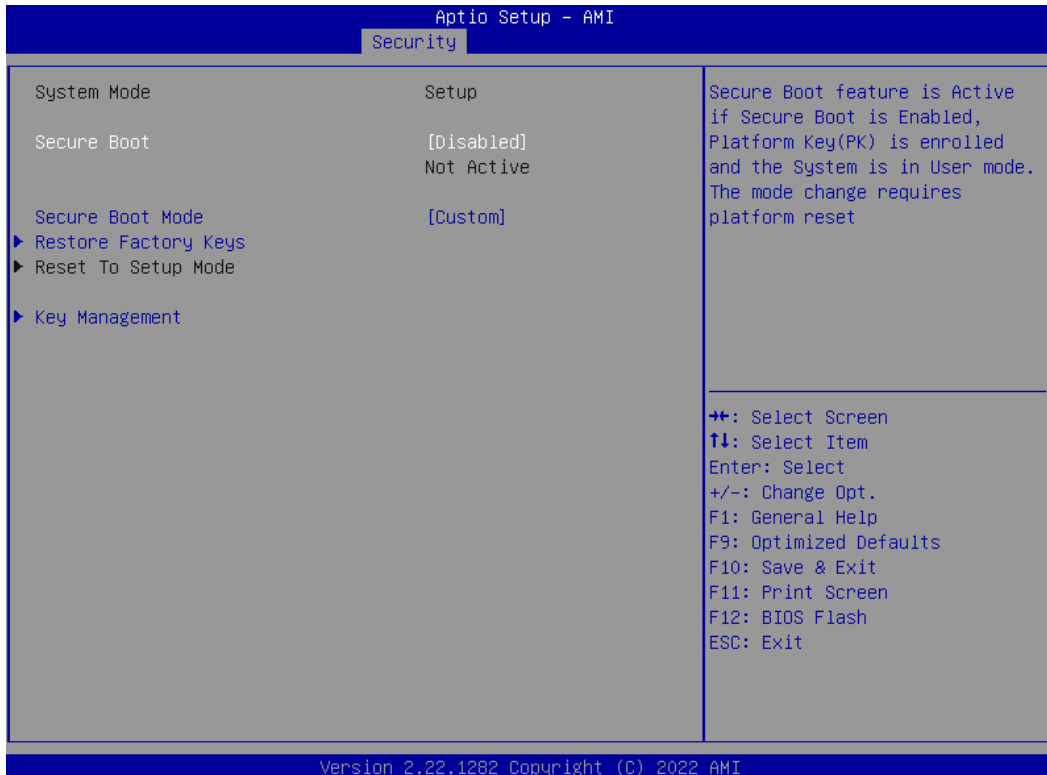 Aptio Setup – AMI
Security
System Mode Setup
Secure Boot [Disabled]
Not Active
Secure Boot Mode [Custom]
▶ Restore Factory Keys
▶ Reset To Setup Mode
▶ Key Management
Secure Boot feature is Active
if Secure Boot is Enabled,
Platform Key(PK) is enrolled
and the System is in User mode.
The mode change requires
platform reset
→←: Select Screen
↑↓: Select Item
Enter: Select
+/-: Change Opt.
F1: General Help
F9: Optimized Defaults
F10: Save & Exit
F11: Print Screen
F12: BIOS Flash
ESC: Exit
Version 2.22.1282 Copyright (C) 2022 AMI